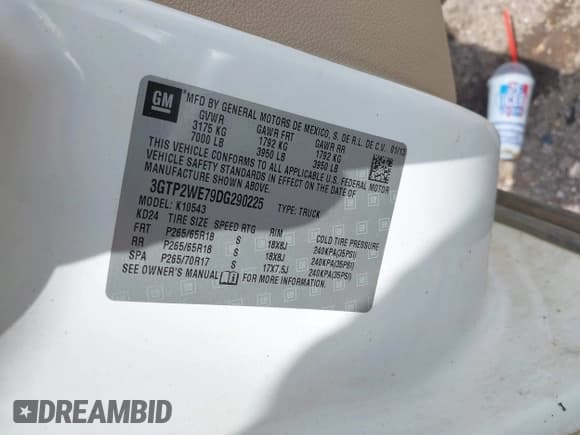 GM
MFD BY GENERAL MOTORS DE MEXICO, S. DE R.L. DE C.V. 01/13
GVWR GAWR FRT GAWR RR
3175 KG 1792 KG 1792 KG
7000 LB 3950 LB 3950 LB
THIS VEHICLE CONFORMS TO ALL APPLICABLE U.S. FEDERAL MOTOR
VEHICLE SAFETY STANDARDS IN EFFECT ON THE DATE OF
MANUFACTURE SHOWN ABOVE.
3GTP2WE79DG290225 TYPE: TRUCK
MODEL: K10543
KD24 TIRE SIZE SPEED RTG RIM COLD TIRE PRESSURE
FRT P265/65R18 S 18X8J 240KPA(35PSI)
RR P265/65R18 S 18X8J 240KPA(35PSI)
SPA P265/70R17 S 17X7.5J 240KPA(35PSI)
SEE OWNER'S MANUAL FOR MORE INFORMATION.
ICEE
DREAMBID